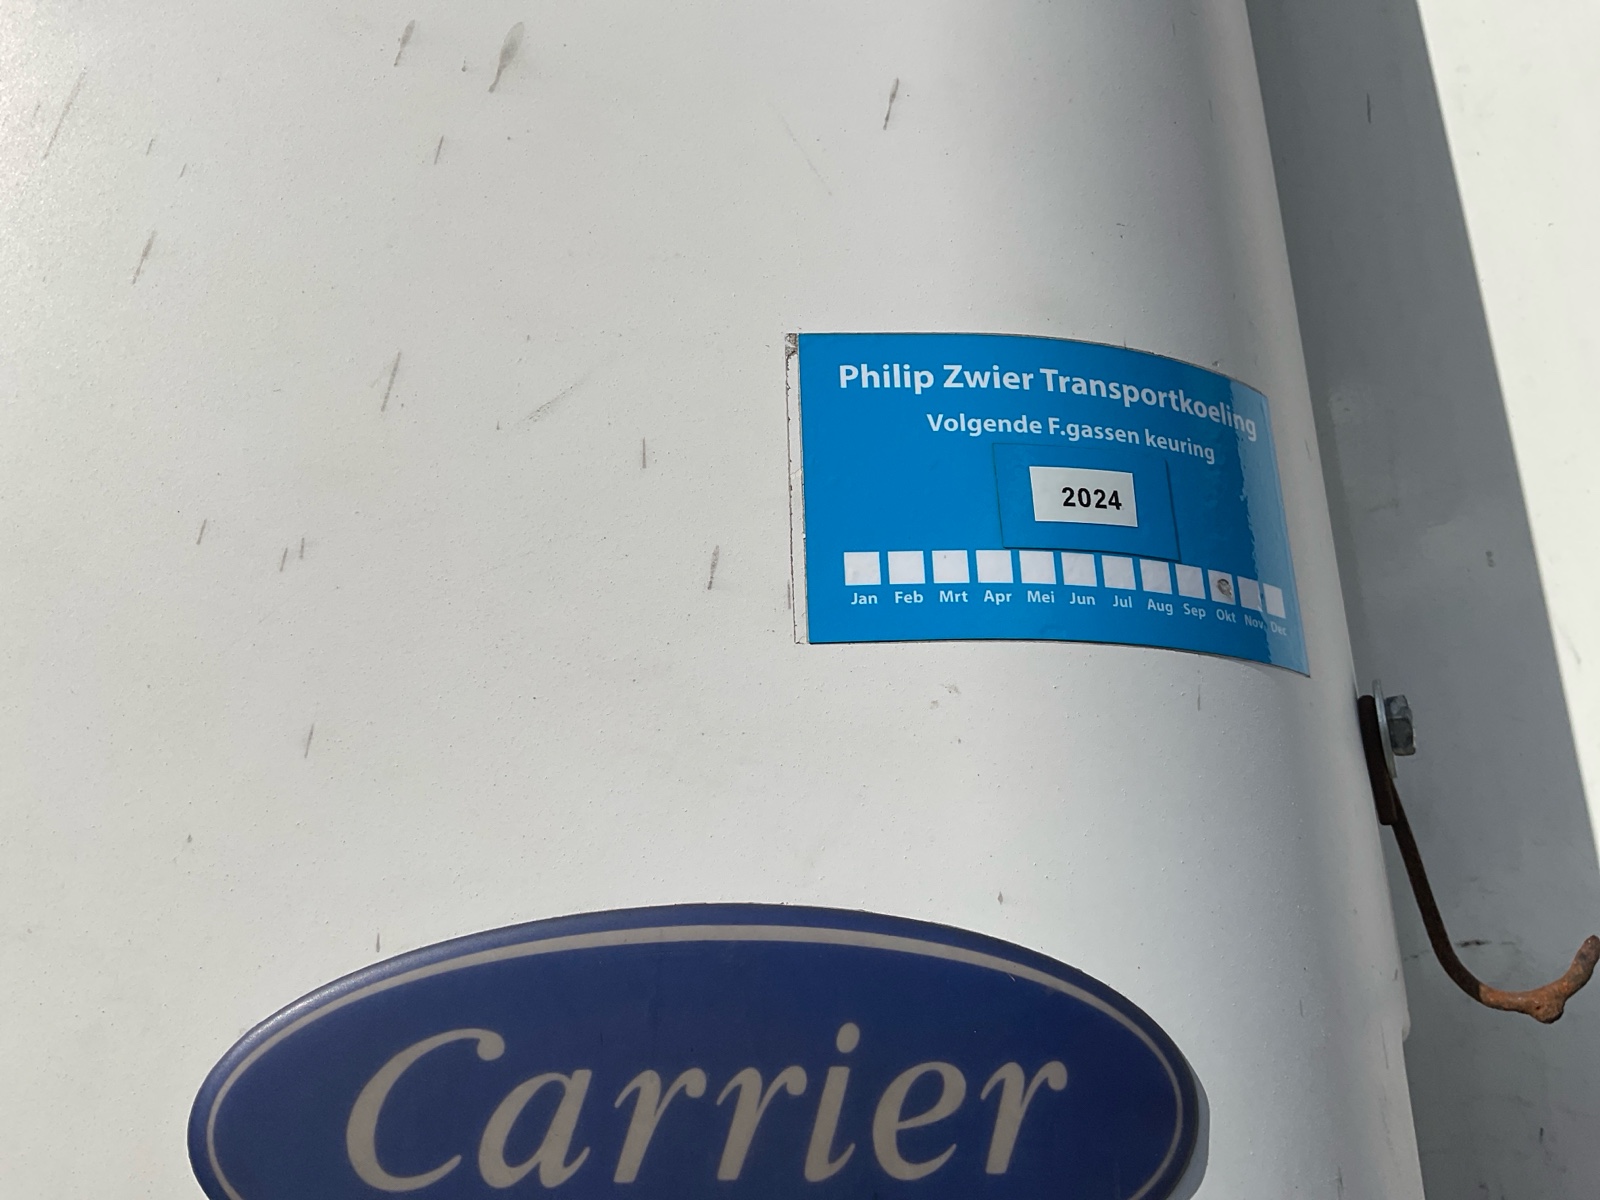 Philip Zwier Transportkoeling
Volgende F.gassen keuring
2024
Jan Feb Mrt Apr Mei Jun Jul Aug Sep Okt Nov Dec
Carrier